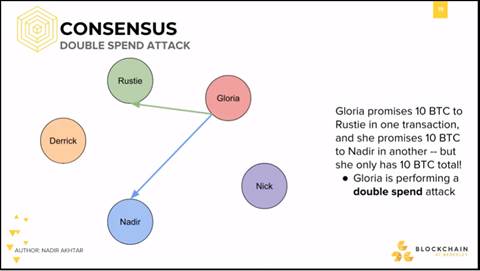 CONSENSUS
DOUBLE SPEND ATTACK
Rustie
Gloria
Derrick
Nick
Nadir
Gloria promises 10 BTC to
Rustie in one transaction,
and she promises 10 BTC
to Nadir in another -- but
she only has 10 BTC total!
● Gloria is performing a
double spend attack
AUTHOR: NADIR AKHTAR
BLOCKCHAIN
AT BERKELEY